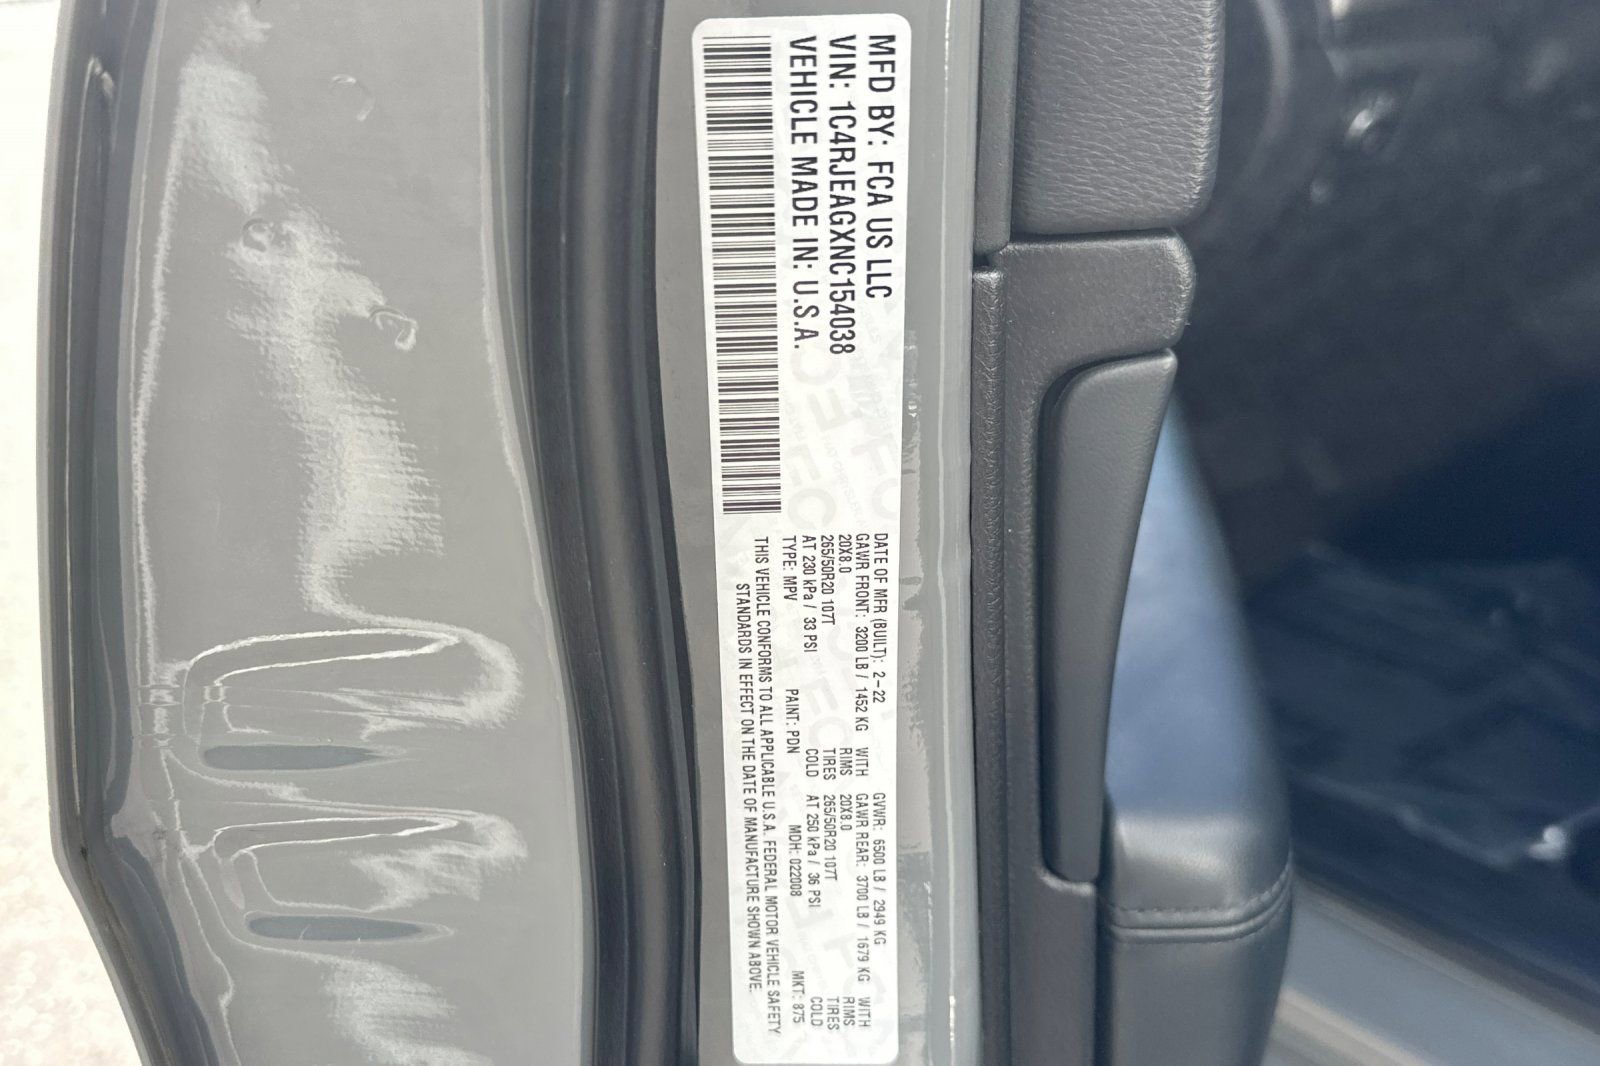 MFD BY: FCA US LLC
VIN: 1C4RJEAGXNC154038
VEHICLE MADE IN: U.S.A.
DATE OF MFR (BUILT): 2-22 GVWR: 6500 LB / 2949 KG
GAWR FRONT: 3200 LB / 1452 KG WITH GAWR REAR: 3700 LB / 1679 KG WITH
20X8.0 RIMS 20X8.0 RIMS
265/50R20 107T TIRES 265/50R20 107T TIRES
AT 230 kPa / 33 PSI COLD AT 250 kPa / 36 PSI COLD
TYPE: MPV PAINT: PDN MDH: 022008 MKT: 875
THIS VEHICLE CONFORMS TO ALL APPLICABLE U.S.A. FEDERAL MOTOR VEHICLE SAFETY
STANDARDS IN EFFECT ON THE DATE OF MANUFACTURE SHOWN ABOVE.